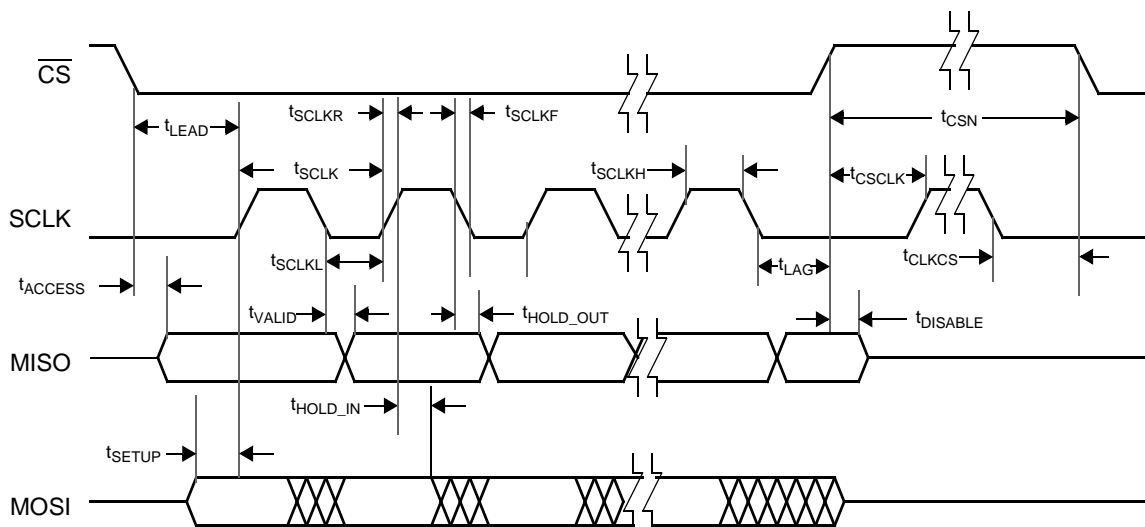 CS
tSCLKR
tSCLKF
tLEAD
tCSN
tSCLK
tSCLKH
tCSCLK
SCLK
tSCLKL
tLAG
tCLKCS
tACCESS
tVALID
tHOLD_OUT
tDISABLE
MISO
tHOLD_IN
tSETUP
MOSI